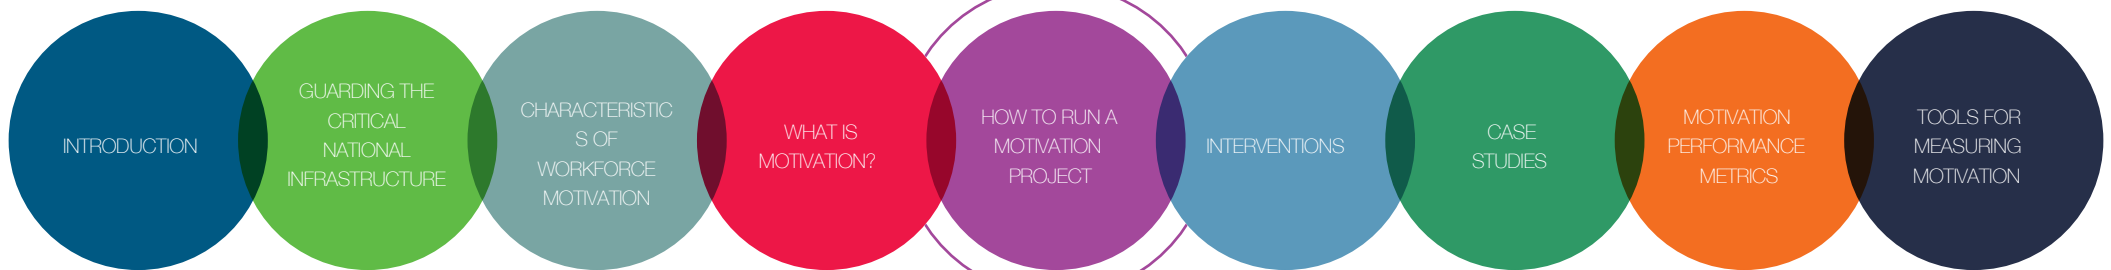 INTRODUCTION
GUARDING THE
CRITICAL
NATIONAL
INFRASTRUCTURE
CHARACTERISTIC
S OF
WORKFORCE
MOTIVATION
WHAT IS
MOTIVATION?
HOW TO RUN A
MOTIVATION
PROJECT
INTERVENTIONS
CASE
STUDIES
MOTIVATION
PERFORMANCE
METRICS
TOOLS FOR
MEASURING
MOTIVATION